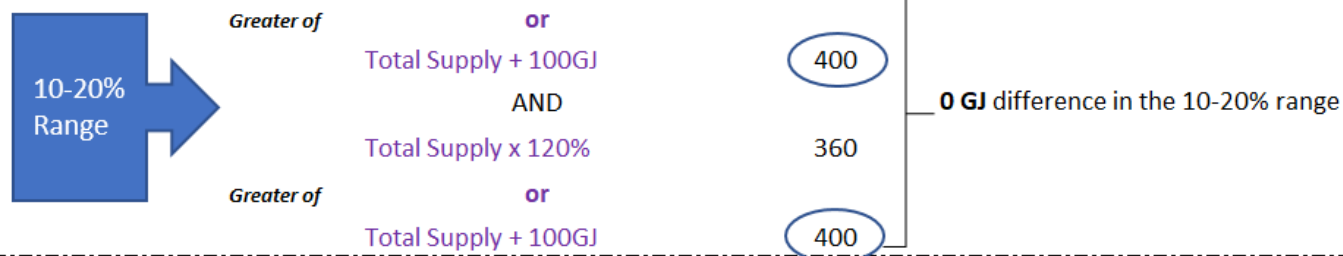 10-20%
Range
Greater of or
Total Supply + 100GJ 400
AND
0 GJ difference in the 10-20% range
Total Supply x 120% 360
Greater of or
Total Supply + 100GJ 400